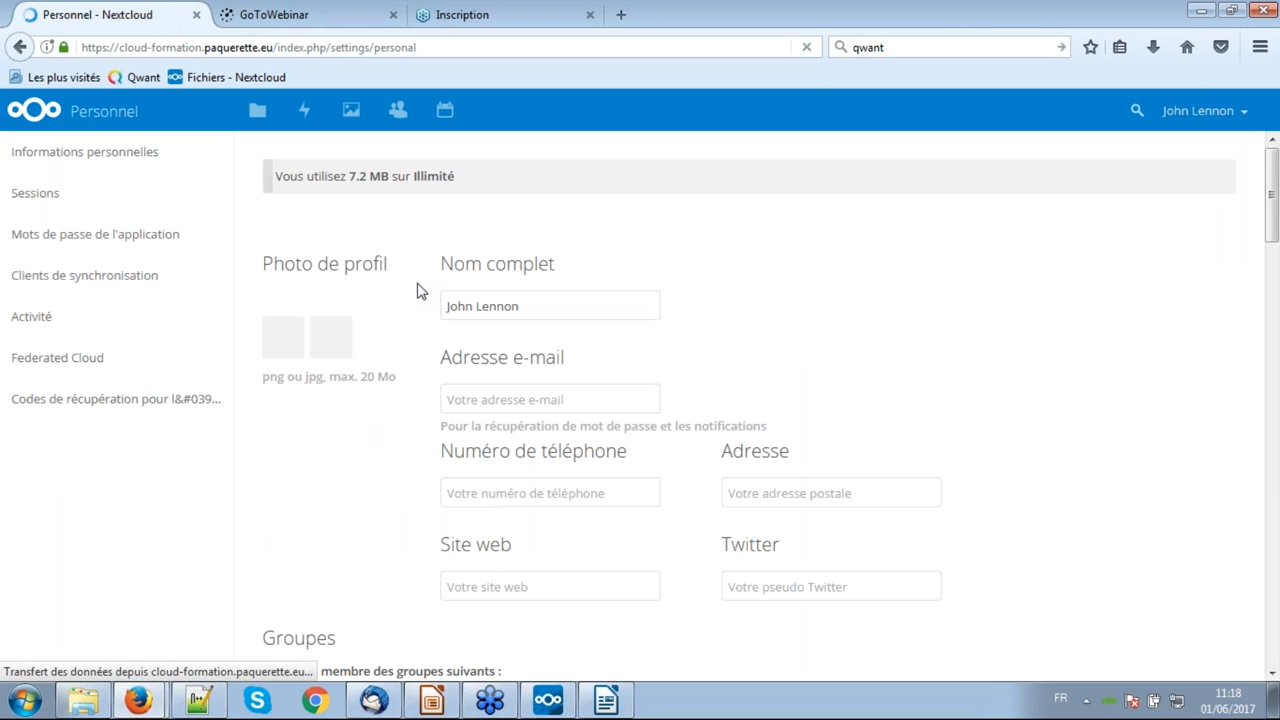 Personnel - Nextcloud
GoToWebinar
Inscription
https://cloud-formation.paquerette.eu/index.php/settings/personal
qwant
Les plus visités
Qwant
Fichiers - Nextcloud
Personnel
John Lennon
Informations personnelles
Sessions
Mots de passe de l'application
Clients de synchronisation
Activité
Federated Cloud
Codes de récupération pour l&#039...
Vous utilisez 7.2 MB sur Illimité
Photo de profil
png ou jpg, max. 20 Mo
Nom complet
John Lennon
Adresse e-mail
Votre adresse e-mail
Pour la récupération de mot de passe et les notifications
Numéro de téléphone
Adresse
Votre numéro de téléphone
Votre adresse postale
Site web
Twitter
Votre site web
Votre pseudo Twitter
Groupes
membre des groupes suivants :
Transfert des données depuis cloud-formation.paquerette.eu...
FR
11:18
01/06/2017